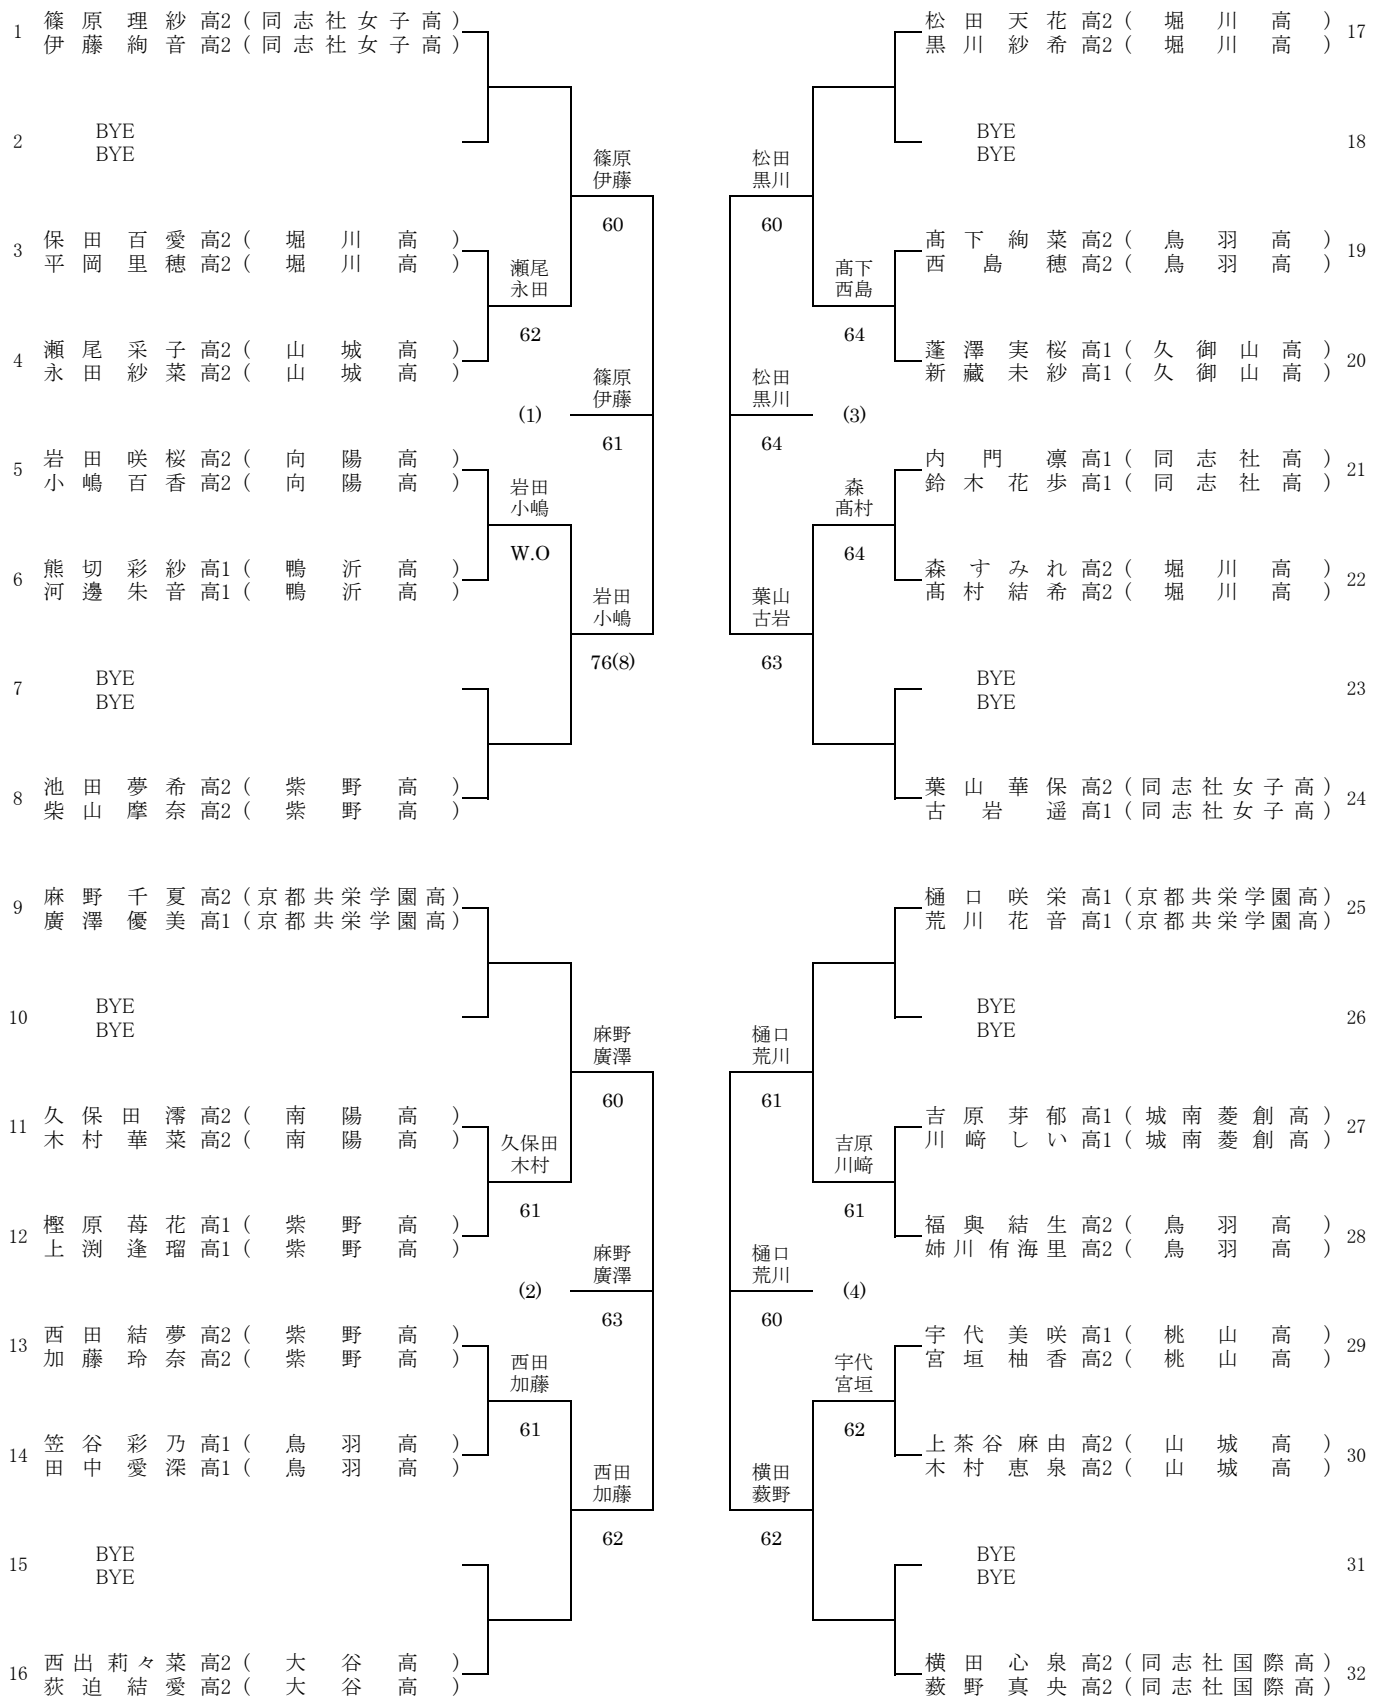 1 篠原理紗 高2 (同志社女子高)
伊藤絢音 高2 (同志社女子高)
2 BYE
BYE
篠原
伊藤
60
3 保田百愛 高2 (堀川高)
平岡里穂 高2 (堀川高)
瀬尾
永田
62
4 瀬尾采子 高2 (山城高)
永田紗菜 高2 (山城高)
(1)
篠原
伊藤
61
5 岩田咲桜 高2 (向陽高)
小嶋百香 高2 (向陽高)
岩田
小嶋
W.O
6 熊切彩紗 高1 (鴨沂高)
河邊朱音 高1 (鴨沂高)
岩田
小嶋
76(8)
7 BYE
BYE
8 池田夢希 高2 (紫野高)
柴山摩奈 高2 (紫野高)
9 麻野千夏 高2 (京都共栄学園高)
廣澤優美 高1 (京都共栄学園高)
10 BYE
BYE
麻野
廣澤
60
11 久保田澪 高2 (南陽高)
木村華菜 高2 (南陽高)
久保田
木村
61
12 樫原苺花 高1 (紫野高)
上渕逢瑠 高1 (紫野高)
(2)
麻野
廣澤
63
13 西田結夢 高2 (紫野高)
加藤玲奈 高2 (紫野高)
西田
加藤
61
14 笠谷彩乃 高1 (鳥羽高)
田中愛深 高1 (鳥羽高)
西田
加藤
62
15 BYE
BYE
16 西出莉々菜 高2 (大谷高)
荻迫結愛 高2 (大谷高)
松田天花 高2 (堀川高) 17
黒川紗希 高2 (堀川高)
BYE 18
BYE
松田
黒川
60
髙下絢菜 高2 (鳥羽高) 19
西島穂 高2 (鳥羽高)
髙下
西島
64
蓬澤実桜 高1 (久御山高) 20
新藏未紗 高1 (久御山高)
松田
黒川
64
(3)
内門凛 高1 (同志社高) 21
鈴木花歩 高1 (同志社高)
森
髙村
64
森すみれ 高2 (堀川高) 22
髙村結希 高2 (堀川高)
葉山
古岩
63
BYE 23
BYE
葉山華保 高2 (同志社女子高) 24
古岩遥 高1 (同志社女子高)
樋口咲栄 高1 (京都共栄学園高) 25
荒川花音 高1 (京都共栄学園高)
BYE 26
BYE
樋口
荒川
61
吉原芽郁 高1 (城南菱創高) 27
川﨑しい 高1 (城南菱創高)
吉原
川﨑
61
福與結生 高2 (鳥羽高) 28
姉川侑海里 高2 (鳥羽高)
樋口
荒川
60
(4)
宇代美咲 高1 (桃山高) 29
宮垣柚香 高2 (桃山高)
宇代
宮垣
62
上茶谷麻由 高2 (山城高) 30
木村恵泉 高2 (山城高)
横田
薮野
62
BYE 31
BYE
横田心泉 高2 (同志社国際高) 32
薮野真央 高2 (同志社国際高)